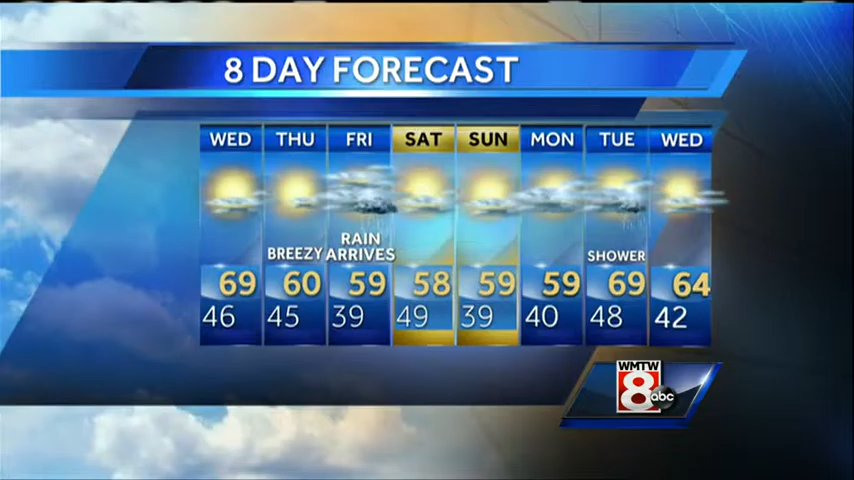 8 DAY FORECAST
WED THU FRI SAT SUN MON TUE WED
BREEZY RAIN ARRIVES SHOWER
69 60 59 58 59 59 69 64
46 45 39 49 39 40 48 42
WMTW
8 abc